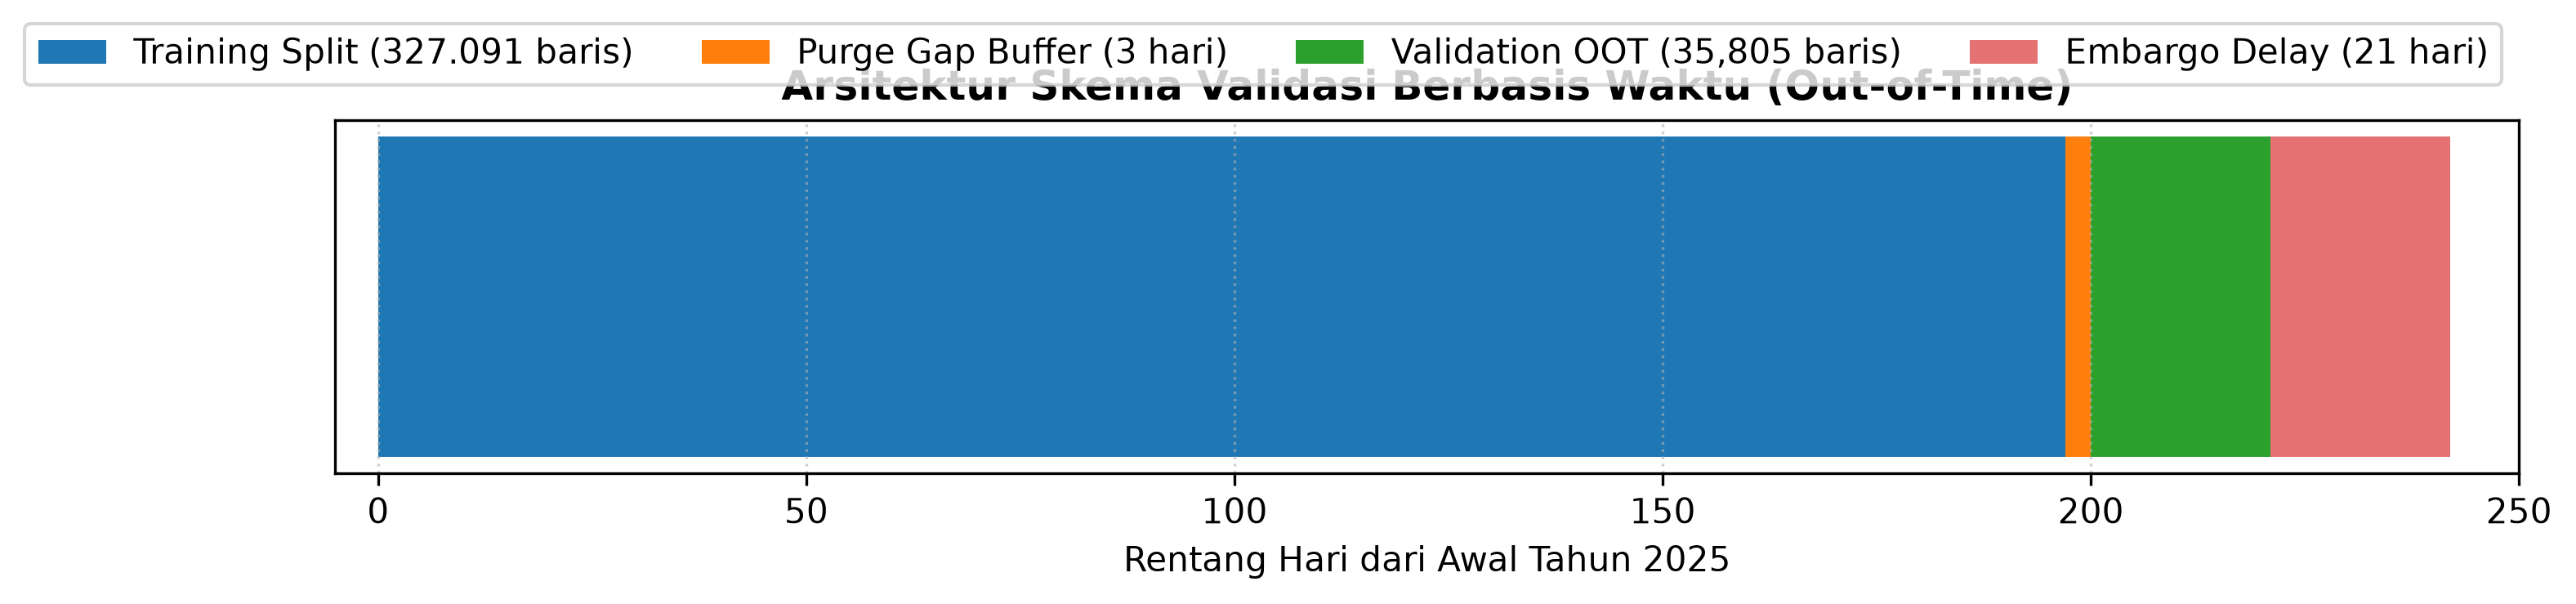 Training Split (327.091 baris) Purge Gap Buffer (3 hari) Validation OOT (35,805 baris) Embargo Delay (21 hari)
Arsitektur Skema Validasi Berbasis Waktu (Out-of-Time)
0 50 100 150 200 250
Rentang Hari dari Awal Tahun 2025